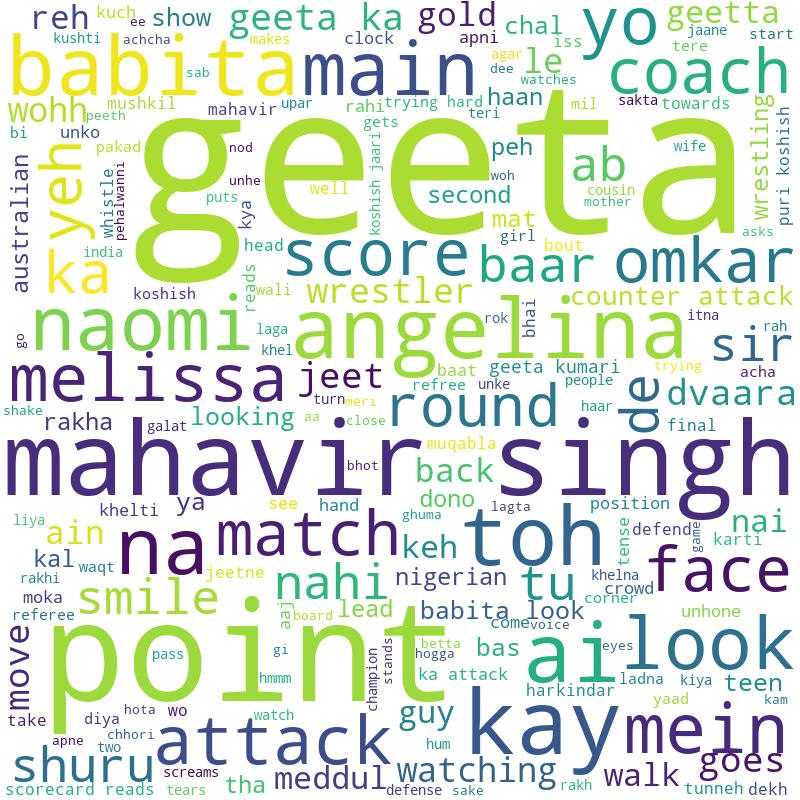 reh kuch ee show geeta ka gold chal yo geetta jaane
kushti achcha makes clock apni iss tere start
babita main agar dee le coach
sab watches
wohh peeth mushkil mahavir upar rahi trying hard haan mil sakta towards
bi unko gets teri
geeta
pakad nod peh ab wife
yeh woh
australian whistle pehalwanni unhe well second cousin wrestling puri koshish
puts kya koshish jaari mat mother
girl
ka india head score bout baar omkar asks
reads wrestler counter attack
koshish wali bhai itna
naomi laga angelina rok sir rah
go khel baat geeta kumari trying acha
melissa jeet refree unke people dvaara
shake turn meri round de
rakha looking aa close haar final
galat muqabla
mahavir singh
bhot back
khelti hand lagta position
ya see dono nai
liya ain na match ghuma toh defend game
kal jeetne keh tense karti
rakhi waqt nahi nigerian tu khelna face
moka smile aaj lead babita look crowd
referee board come voice corner unhone
point ai look
move pass gi betta bas eyes
hogga
champion stands ka attack ladna kiya teen
hmmm harkindar yaad
take diya hota wo attack watch guy kay mein kam
apne chhori hum
two goes
shuru screams meddul watching walk
scorecard reads tears tha defense sake rakh tunneh dekh